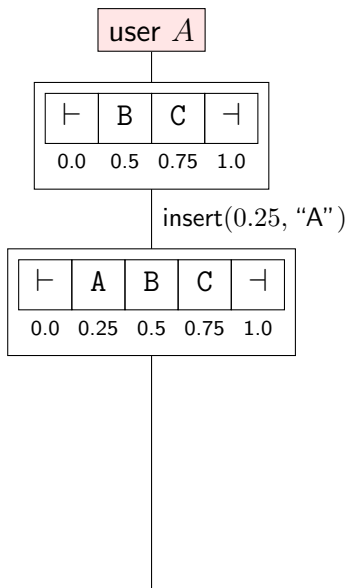 user A
⊢ B C ⊣
0.0 0.5 0.75 1.0
insert(0.25, “A”)
⊢ A B C ⊣
0.0 0.25 0.5 0.75 1.0